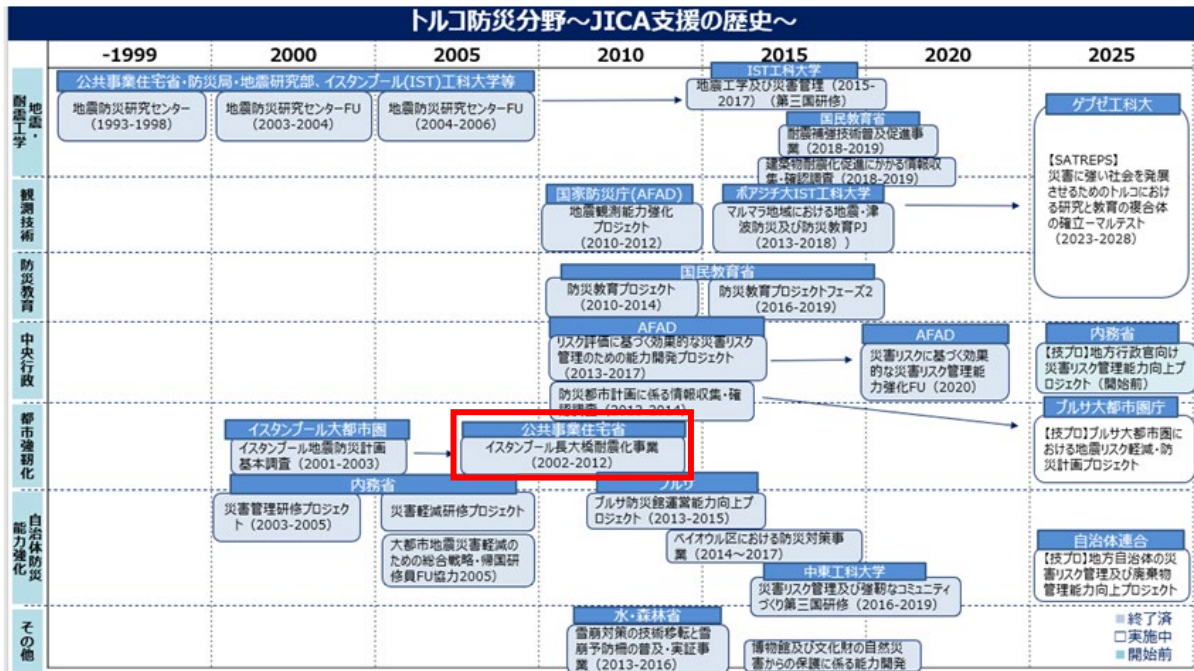 トルコ防災分野～JICA支援の歴史～
-1999 2000 2005 2010 2015 2020 2025
地震・
耐震工学
公共事業住宅省・防災局・地震研究部、イスタンブール(IST)工科大学等
地震防災研究センター
(1993-1998)
地震防災研究センターFU
(2003-2004)
地震防災研究センターFU
(2004-2006)
IST工科大学
地震工学及び災害管理（2015-
2017）（第三国研修）
国民教育省
耐震補強技術普及促進事
業（2018-2019）
建築物耐震化促進にかかる情報収
集・確認調査（2018-
2019）
ゲブゼ工科大
【SATREPS】
災害に強い社会を発展
させるためのトルコにおけ
る研究と教育の複合体
の確立－マルテスト
（2023-2028）
観測技術
国家防災庁(AFAD)
地震観測能力強化
プロジェクト
(2010-2012)
ボアジチ大IST工科大学
マルマラ地域における地震・津
波防災及び防災教育PJ
(2013-2018)）
防災教育
国民教育省
防災教育プロジェクト
(2010-2014)
防災教育プロジェクトフェーズ2
(2016-2019)
中央行政
AFAD
リスク評価に基づく効果的な災害リスク
管理のための能力開発プロジェクト
(2013-2017)
防災都市計画に係る情報収集・確
認調査（2013-2014）
AFAD
災害リスクに基づく効果
的な災害リスク管理能
力強化FU（2020）
内務省
【技プロ】地方行政官向け
災害リスク管理能力向上プ
ロジェクト（開始前）
都市強靭化
イスタンブール大都市圏
イスタンブール地震防災計画
基本調査（2001-2003）
公共事業住宅省
イスタンブール長大橋耐震化事業
(2002-2012)
ブルサ大都市圏庁
【技プロ】ブルサ大都市圏に
おける地震リスク軽減・防
災計画プロジェクト
自治体防災
能力強化
内務省
災害管理研修プロジェク
ト（2003-2005）
災害軽減研修プロジェクト
大都市地震災害軽減の
ための総合戦略・帰国研
修員FU協力2005）
ブルサ
ブルサ防災館運営能力向上プ
ロジェクト（2013-2015）
ベイオウル区における防災対策事
業（2014～2017）
中東工科大学
災害リスク管理及び強靭なコミュニティ
づくり第三国研修（2016-2019）
自治体連合
【技プロ】地方自治体の災
害リスク管理及び廃棄物
管理能力向上プロジェクト
その他
水・森林省
雪崩対策の技術移転と雪
崩予防柵の普及・実証事
業（2013-2016）
博物館及び文化財の自然災
害からの保護に係る能力開発
終了済
実施中
開始前